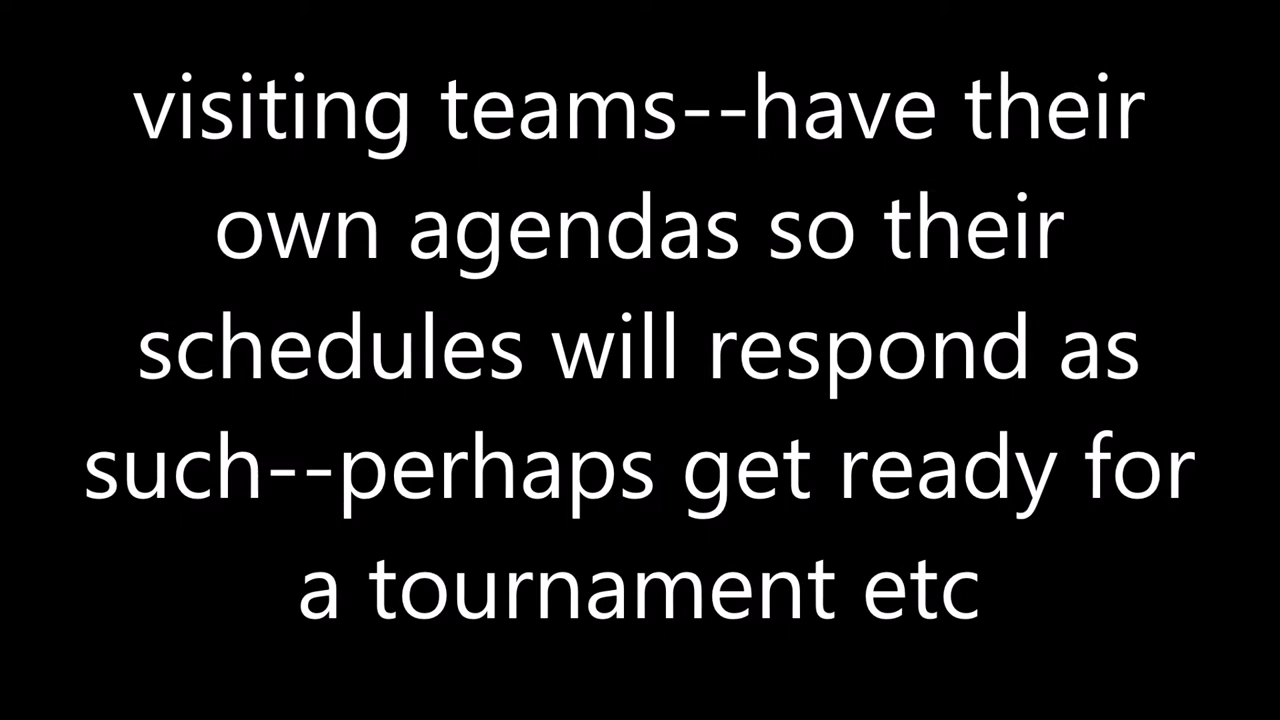 visiting teams--have their
own agendas so their
schedules will respond as
such--perhaps get ready for
a tournament etc